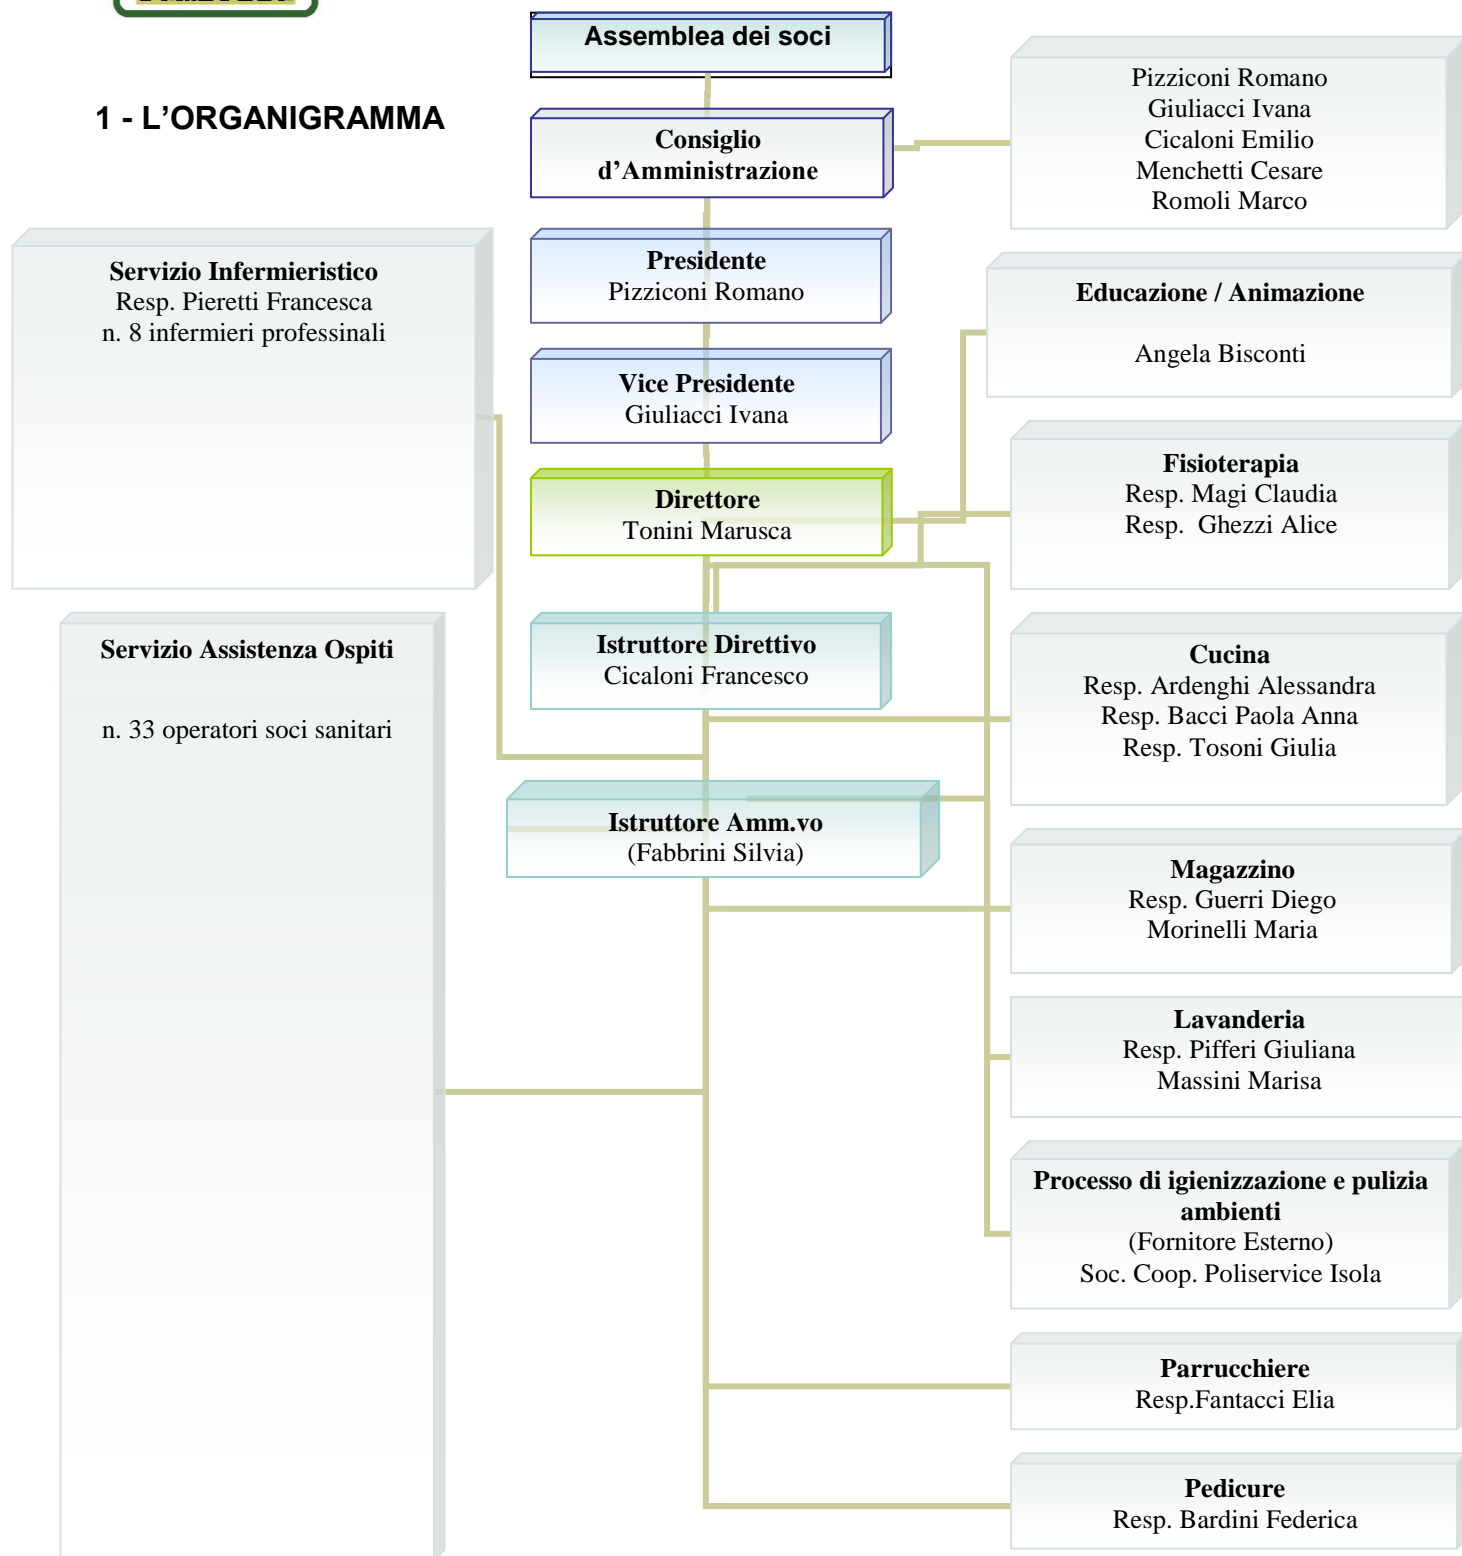 Assemblea dei soci
1 - L'ORGANIGRAMMA
Consiglio
d'Amministrazione
Pizziconi Romano
Giuliacci Ivana
Cicaloni Emilio
Menchetti Cesare
Romoli Marco
Servizio Infermieristico
Resp. Pieretti Francesca
n. 8 infermieri professinali
Presidente
Pizziconi Romano
Educazione / Animazione
Angela Bisconti
Vice Presidente
Giuliacci Ivana
Fisioterapia
Resp. Magi Claudia
Resp. Ghezzi Alice
Direttore
Tonini Marusca
Servizio Assistenza Ospiti
n. 33 operatori soci sanitari
Istruttore Direttivo
Cicaloni Francesco
Cucina
Resp. Ardenghi Alessandra
Resp. Bacci Paola Anna
Resp. Tosoni Giulia
Istruttore Amm.vo
(Fabbrini Silvia)
Magazzino
Resp. Guerri Diego
Morinelli Maria
Lavanderia
Resp. Pifferi Giuliana
Massini Marisa
Processo di igienizzazione e pulizia
ambienti
(Fornitore Esterno)
Soc. Coop. Poliservice Isola
Parrucchiere
Resp.Fantacci Elia
Pedicure
Resp. Bardini Federica